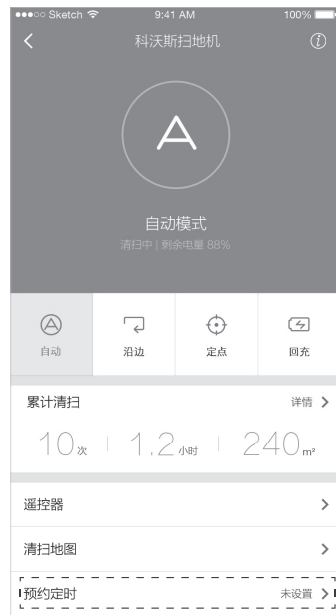 Sketch 9:41 AM 100%
科沃斯扫地机
自动模式
清扫中 | 剩余电量 88%
自动 沿边 定点 回充
累计清扫 详情
10次 1.2小时 240m²
遥控器
清扫地图
预约定时 未设置